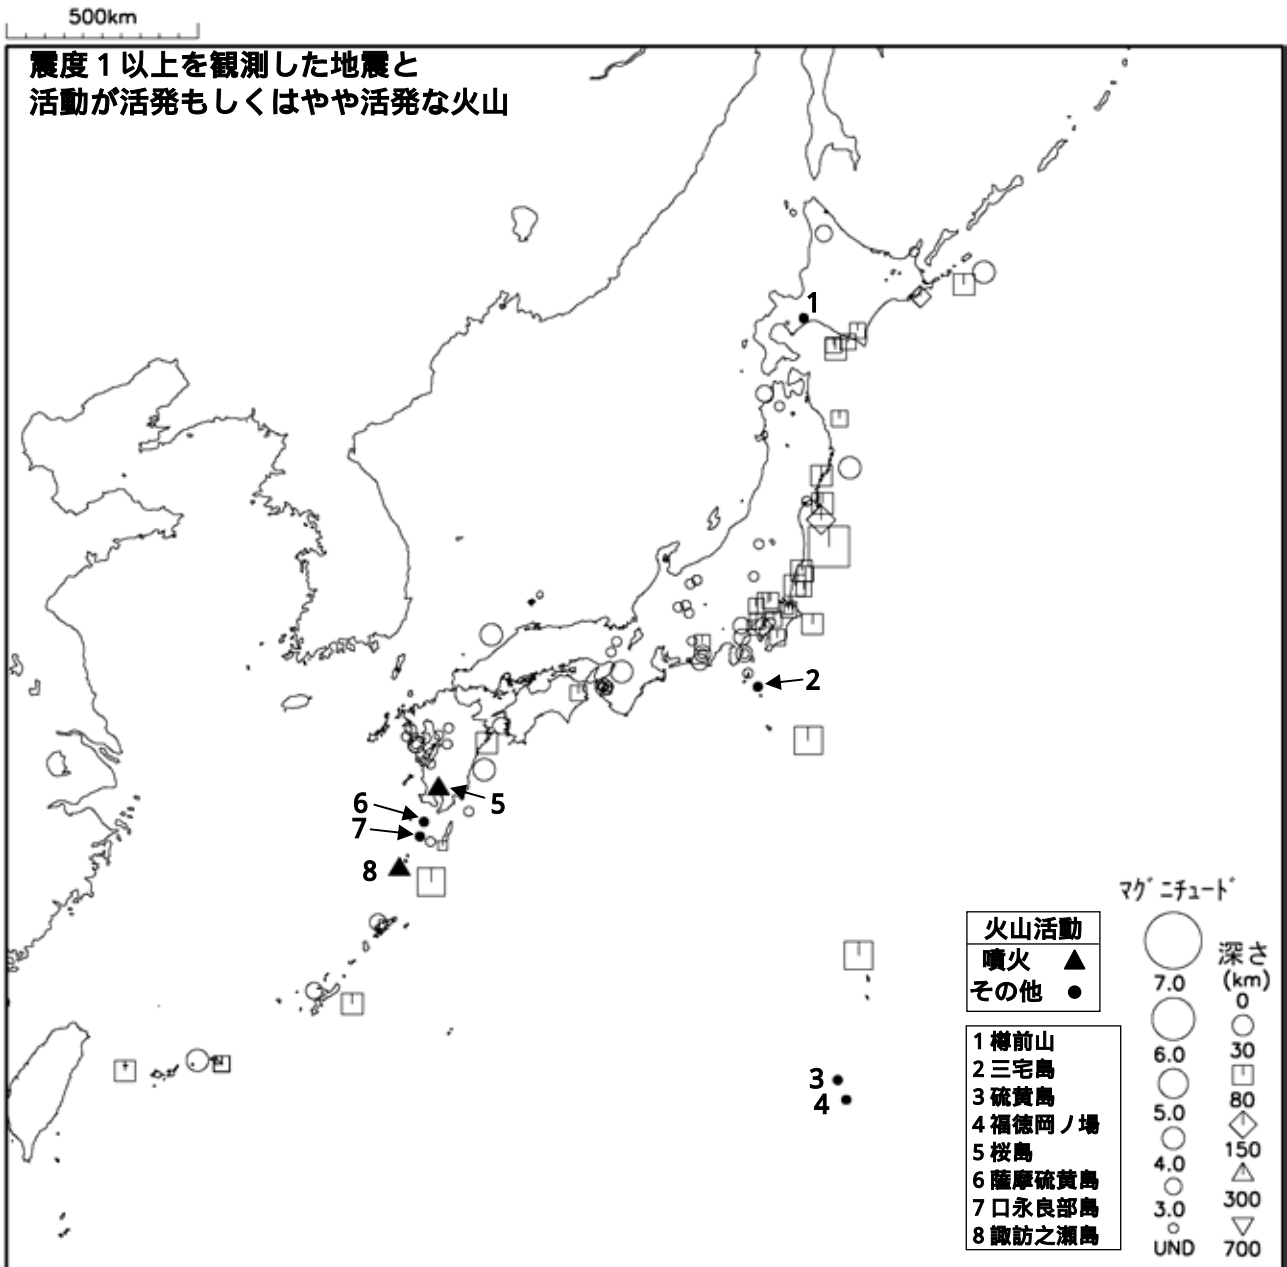 500km
震度1以上を観測した地震と
活動が活発もしくはやや活発な火山
1
2
5
6
7
8
3
4
火山活動
噴火 ▲
その他 ●
1 樽前山
2 三宅島
3 硫黄島
4 福徳岡ノ場
5 桜島
6 薩摩硫黄島
7 口永良部島
8 諏訪之瀬島
マグニチュード
7.0
6.0
5.0
4.0
3.0
UND
深さ
(km)
0
30
80
150
300
700